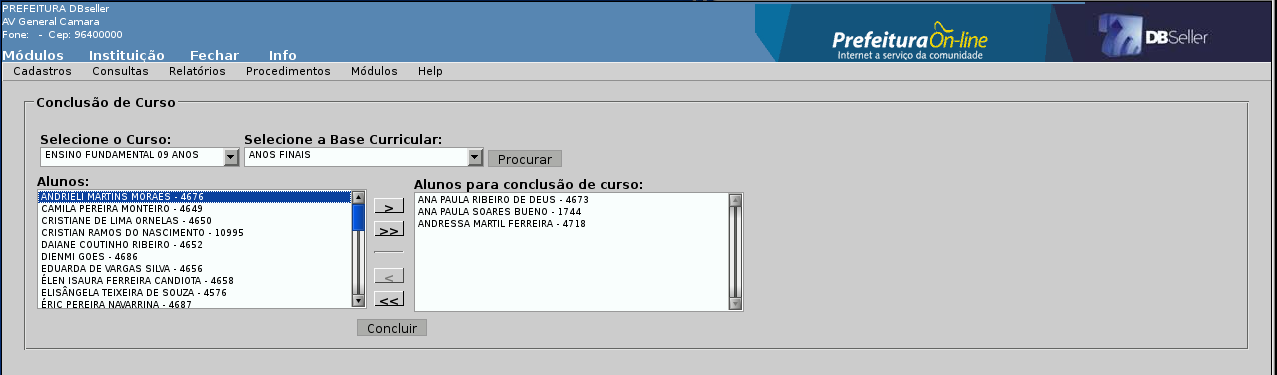 PREFEITURA DBseller
AV General Camara
Fone:   - Cep: 96400000
Módulos Instituição Fechar Info
Prefeitura On-line
Internet a serviço da comunidade
DBSeller
Cadastros Consultas Relatórios Procedimentos Módulos Help
Conclusão de Curso
Selecione o Curso: Selecione a Base Curricular:
ENSINO FUNDAMENTAL 09 ANOS ANOS FINAIS Procurar
Alunos:
ANDRIÉLI MARTINS MORAES - 4676
CAMILA PEREIRA MONTEIRO - 4649
CRISTIANE DE LIMA ORNELAS - 4650
CRISTIAN RAMOS DO NASCIMENTO - 10995
DAIANE COUTINHO RIBEIRO - 4652
DIENMI GOES - 4686
EDUARDA DE VARGAS SILVA - 4656
ÉLEN ISAURA FERREIRA CANDIOTA - 4658
ELISÂNGELA TEIXEIRA DE SOUZA - 4576
ÉRIC PEREIRA NAVARRINA - 4687
>
>>
<
<<
Alunos para conclusão de curso:
ANA PAULA RIBEIRO DE DEUS - 4673
ANA PAULA SOARES BUENO - 1744
ANDRESSA MARTIL FERREIRA - 4718
Concluir